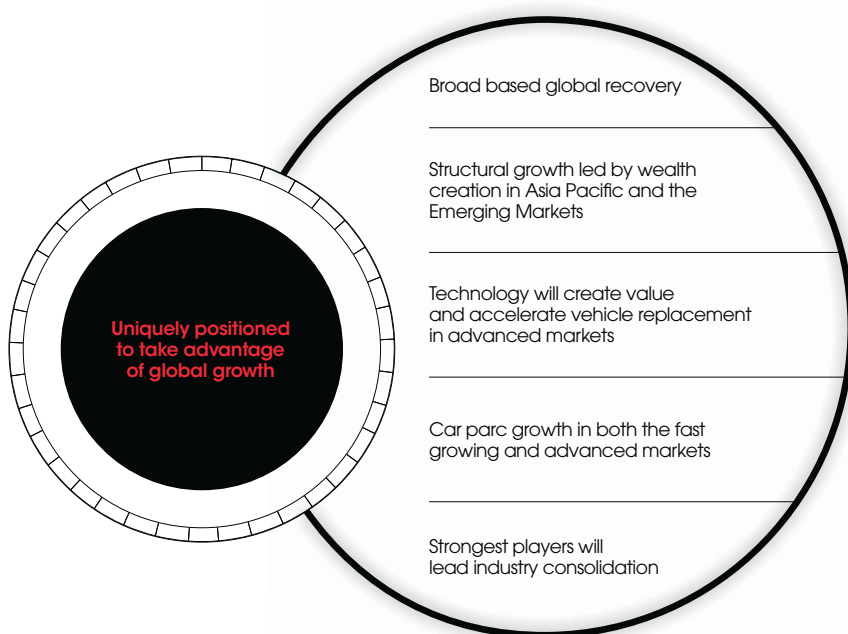 Uniquely positioned
to take advantage
of global growth
Broad based global recovery
Structural growth led by wealth
creation in Asia Pacific and the
Emerging Markets
Technology will create value
and accelerate vehicle replacement
in advanced markets
Car parc growth in both the fast
growing and advanced markets
Strongest players will
lead industry consolidation